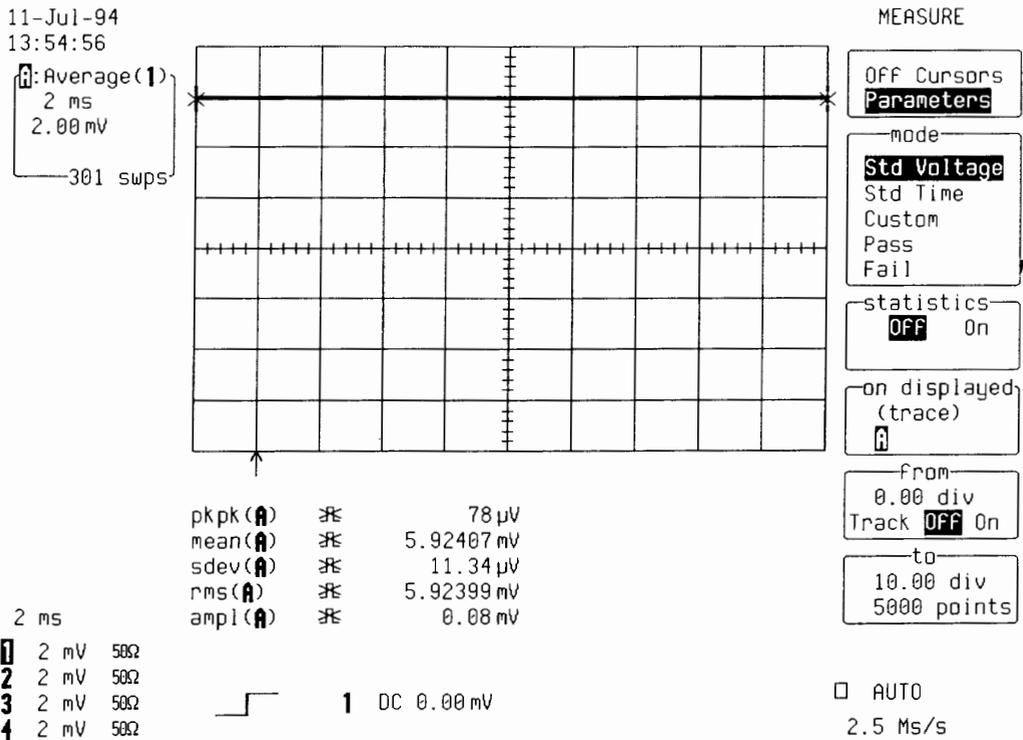 11-Jul-94
13:54:56
A:Average(1)
2 ms
2.00 mV
301 swps
MEASURE
Off Cursors
Parameters
mode
Std Voltage
Std Time
Custom
Pass
Fail
statistics
Off On
on displayed
(trace)
A
from
0.00 div
Track Off On
to
10.00 div
5000 points
pkpk(A) 78 µV
mean(A) 5.92407 mV
sdev(A) 11.34 µV
rms(A) 5.92399 mV
ampl(A) 0.08 mV
2 ms
1 2 mV 50Ω
2 2 mV 50Ω
3 2 mV 50Ω
4 2 mV 50Ω
1 DC 0.00 mV
□ AUTO
2.5 Ms/s